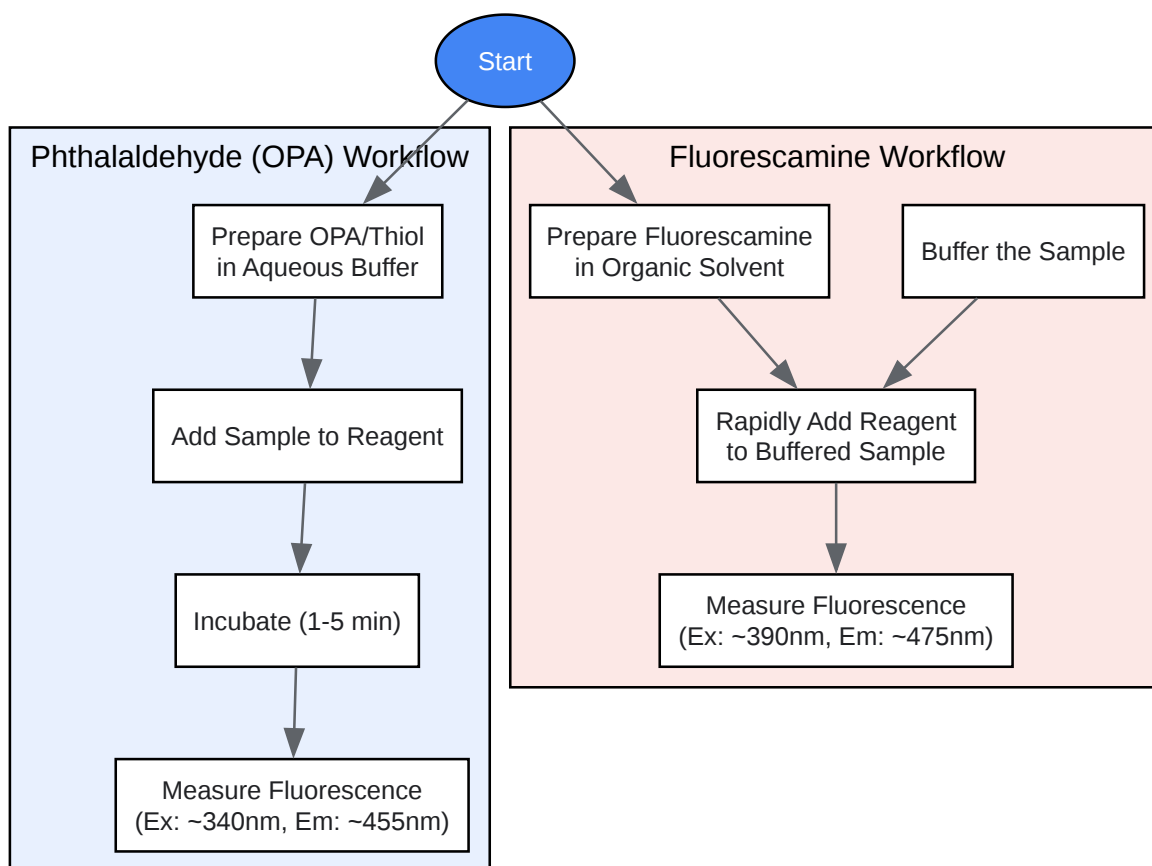 Start
Phthalaldehyde (OPA) Workflow
Prepare OPA/Thiol
in Aqueous Buffer
Add Sample to Reagent
Incubate (1-5 min)
Measure Fluorescence
(Ex: ~340nm, Em: ~455nm)
Fluorescamine Workflow
Prepare Fluorescamine
in Organic Solvent
Buffer the Sample
Rapidly Add Reagent
to Buffered Sample
Measure Fluorescence
(Ex: ~390nm, Em: ~475nm)